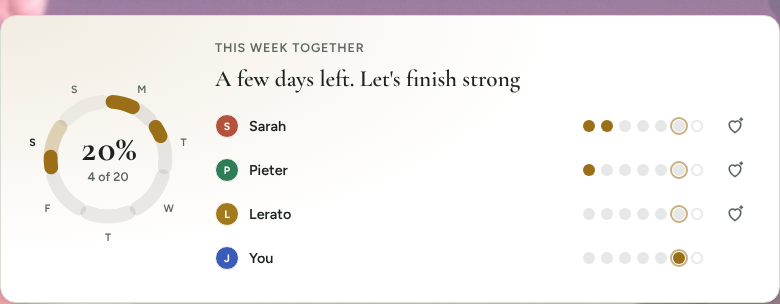 THIS WEEK TOGETHER
A few days left. Let's finish strong
S
M
T
W
T
F
S
20%
4 of 20
S Sarah
P Pieter
L Lerato
J You